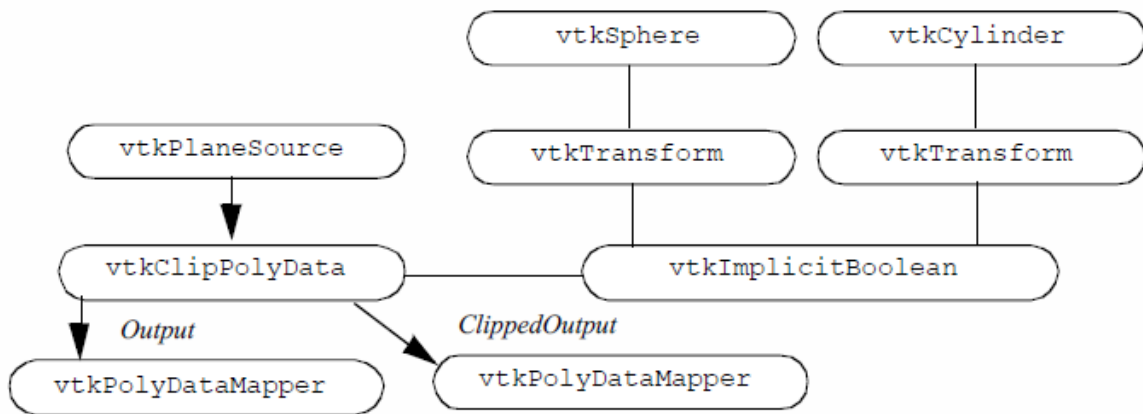 vtkSphere
vtkCylinder
vtkPlaneSource
vtkTransform
vtkTransform
vtkClipPolyData
vtkImplicitBoolean
Output
ClippedOutput
vtkPolyDataMapper
vtkPolyDataMapper